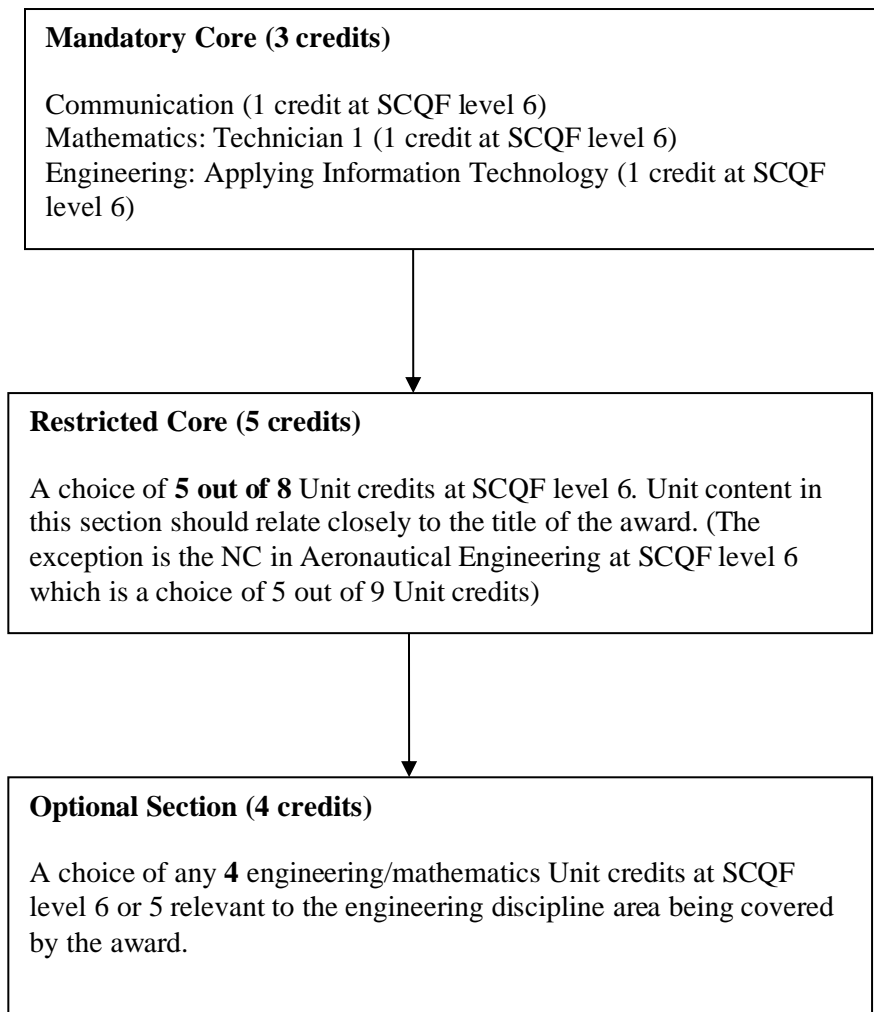 Mandatory Core (3 credits)
Communication (1 credit at SCQF level 6)
Mathematics: Technician 1 (1 credit at SCQF level 6)
Engineering: Applying Information Technology (1 credit at SCQF
level 6)
Restricted Core (5 credits)
A choice of 5 out of 8 Unit credits at SCQF level 6. Unit content in
this section should relate closely to the title of the award. (The
exception is the NC in Aeronautical Engineering at SCQF level 6
which is a choice of 5 out of 9 Unit credits)
Optional Section (4 credits)
A choice of any 4 engineering/mathematics Unit credits at SCQF
level 6 or 5 relevant to the engineering discipline area being covered
by the award.